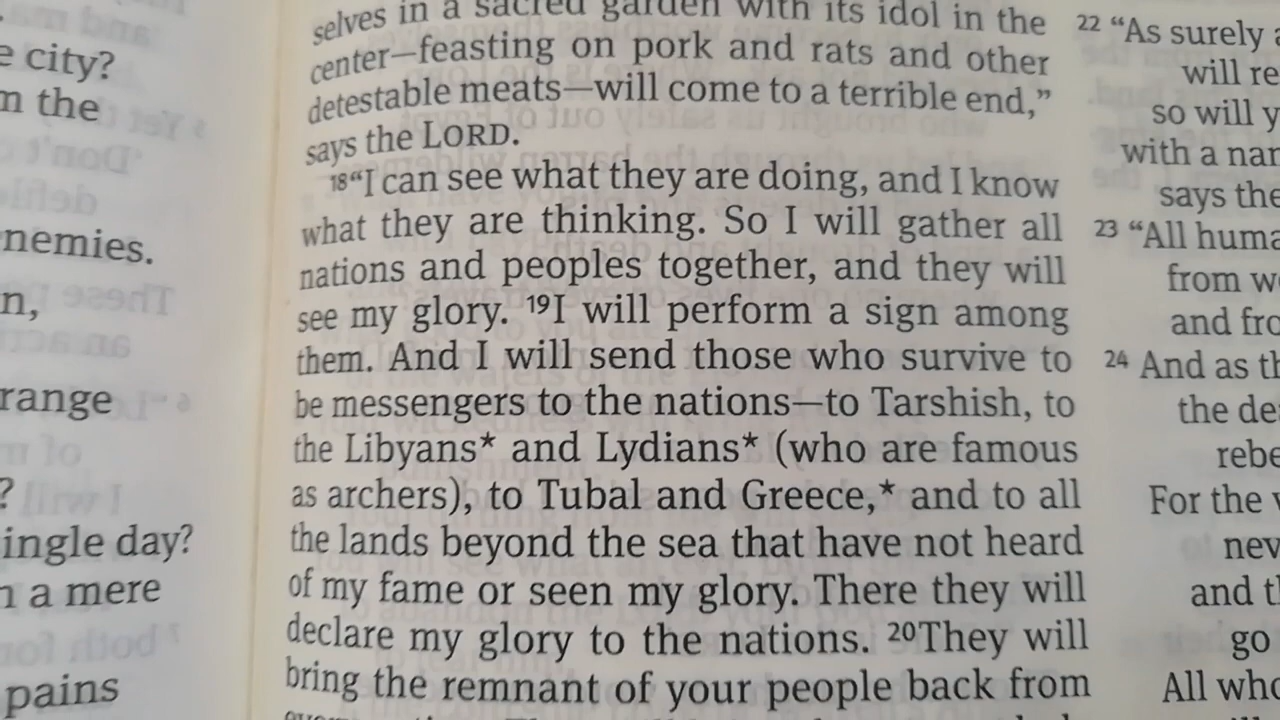 e city?
m the
nemies.
n,
range
?
ingle day?
n a mere
pains
selves in a sacred garden with its idol in the
center—feasting on pork and rats and other
detestable meats—will come to a terrible end,”
says the LORD.
18“I can see what they are doing, and I know
what they are thinking. So I will gather all
nations and peoples together, and they will
see my glory. 19I will perform a sign among
them. And I will send those who survive to
be messengers to the nations—to Tarshish, to
the Libyans* and Lydians* (who are famous
as archers), to Tubal and Greece,* and to all
the lands beyond the sea that have not heard
of my fame or seen my glory. There they will
declare my glory to the nations. 20They will
bring the remnant of your people back from
22 “As surely a
will re
so will y
with a nam
says the
23 “All huma
from we
and fro
24 And as th
the de
rebe
For the w
nev
and th
go
All who